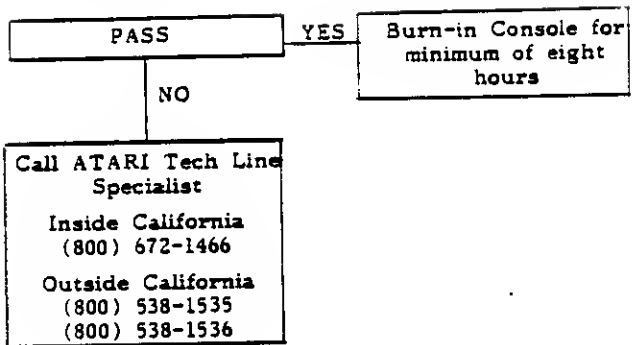 PASS
YES
Burn-in Console for
minimum of eight
hours
NO
Call ATARI Tech Line
Specialist
Inside California
(800) 672-1466
Outside California
(800) 538-1535
(800) 538-1536